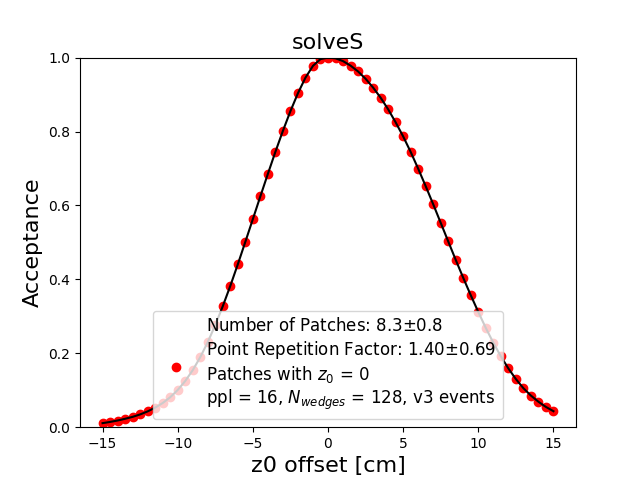 solveS
Acceptance
1.0
0.8
0.6
0.4
0.2
0.0
Number of Patches: 8.3±0.8
Point Repetition Factor: 1.40±0.69
Patches with z₀ = 0
ppl = 16, N_wedges = 128, v3 events
−15 −10 −5 0 5 10 15
z0 offset [cm]